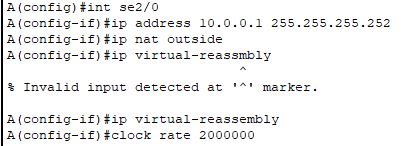 A(config)#int se2/0
A(config-if)#ip address 10.0.0.1 255.255.255.252
A(config-if)#ip nat outside
A(config-if)#ip virtual-reassmbly
^
% Invalid input detected at '^' marker.
A(config-if)#ip virtual-reassembly
A(config-if)#clock rate 2000000